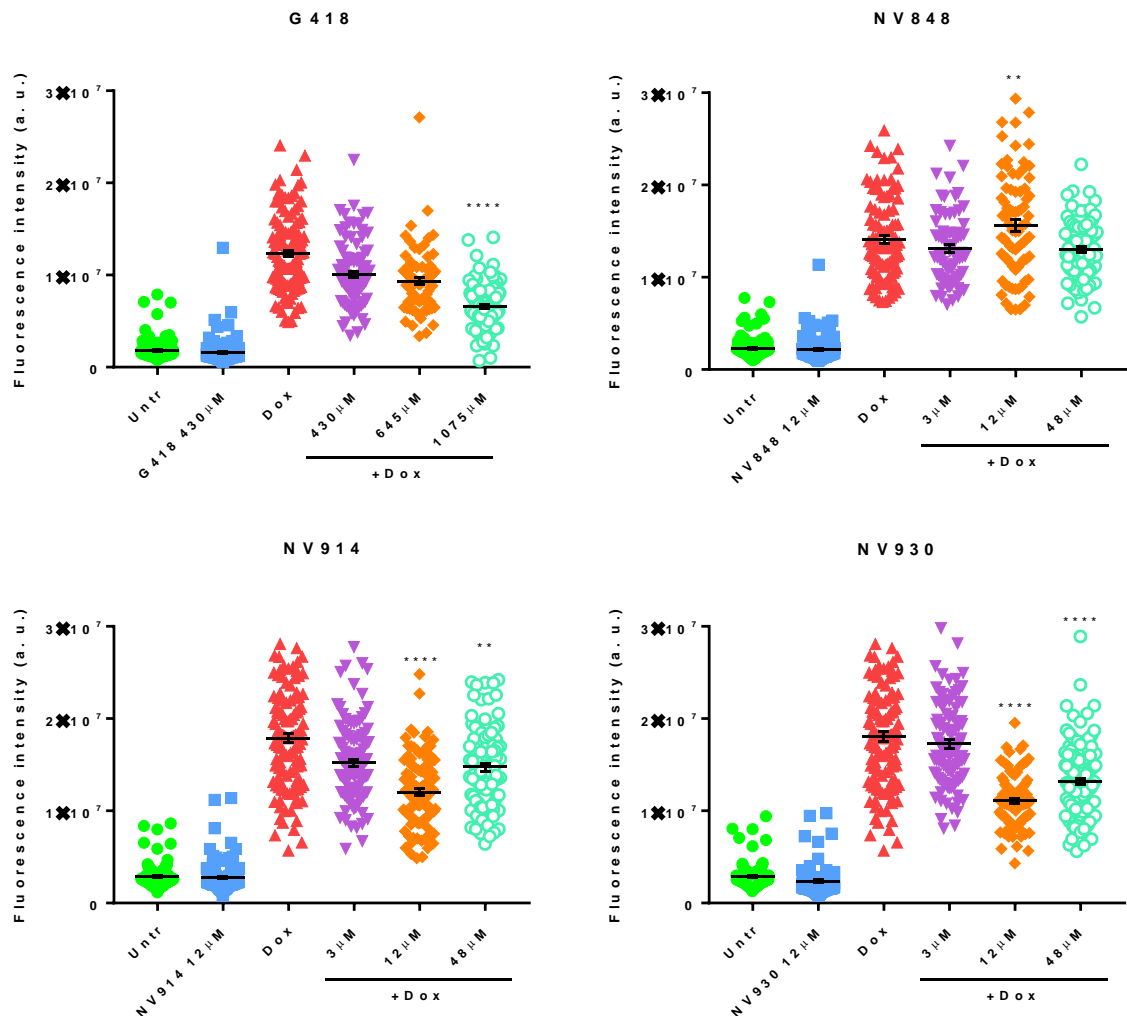 G418
Fluorescence intensity (a. u.)
3✖10⁷
2✖10⁷
1✖10⁷
0
****
Untr
G418 430µM
Dox
430µM
645µM
1075µM
+Dox
NV848
Fluorescence intensity (a. u.)
3✖10⁷
2✖10⁷
1✖10⁷
0
**
Untr
NV848 12µM
Dox
3µM
12µM
48µM
+Dox
NV914
Fluorescence intensity (a. u.)
3✖10⁷
2✖10⁷
1✖10⁷
0
****
**
Untr
NV914 12µM
Dox
3µM
12µM
48µM
+Dox
NV930
Fluorescence intensity (a. u.)
3✖10⁷
2✖10⁷
1✖10⁷
0
****
****
Untr
NV930 12µM
Dox
3µM
12µM
48µM
+Dox